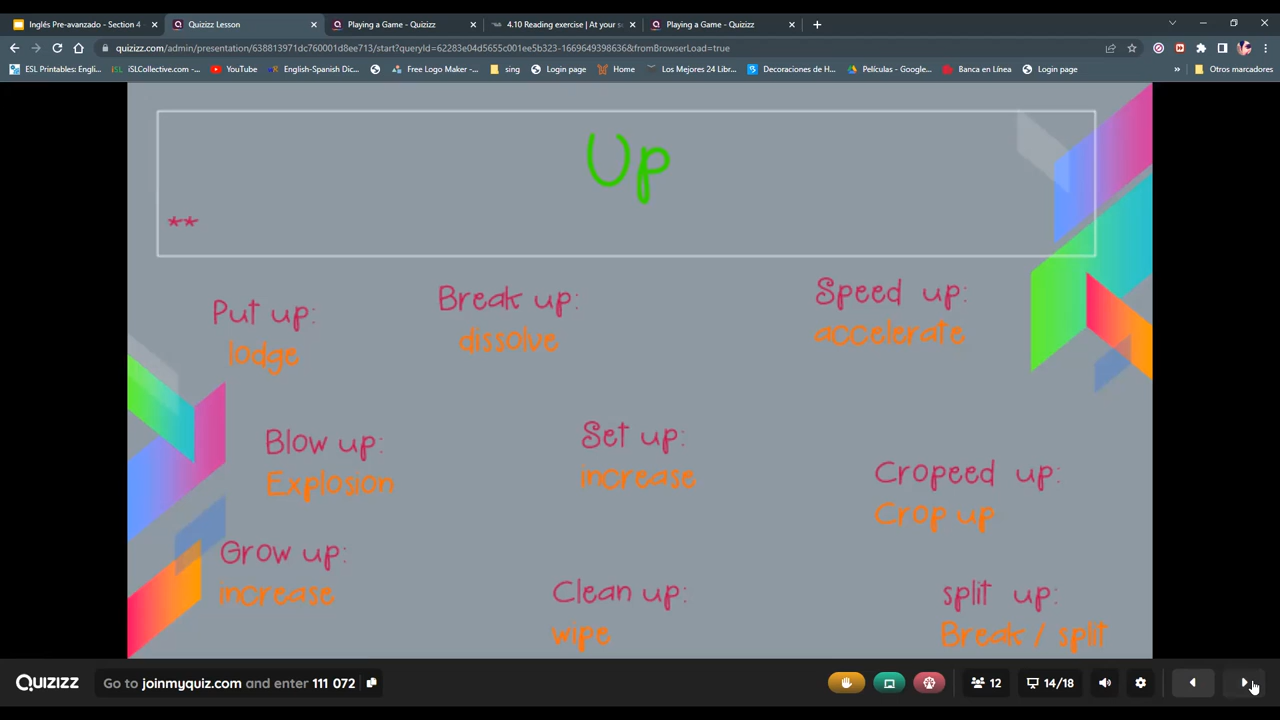 Inglés Pre-avanzado - Section 4
Quizizz Lesson
Playing a Game - Quizizz
4.10 Reading exercise | At your s
Playing a Game - Quizizz
quizizz.com/admin/presentation/638813971dc760001d8ee713/start?queriId=62283e04d5655c001ee5b323-1669649398636&fromBrowserLoad=true
ESL Printables: Engli...
iSLCollective.com -...
YouTube
English-Spanish Dic...
Free Logo Maker -...
sing
Login page
Home
Los Mejores 24 Libr...
Decoraciones de H...
Películas - Google...
Banca en Línea
Login page
»
Otros marcadores
Up
**
Put up:
lodge
Break up:
dissolve
Speed up:
accelerate
Blow up:
Explosion
Set up:
increase
Cropeed up:
Crop up
Grow up:
increase
Clean up:
wipe
split up:
Break / split
QUIZIZZ
Go to joinmyquiz.com and enter 111 072
12
14/18